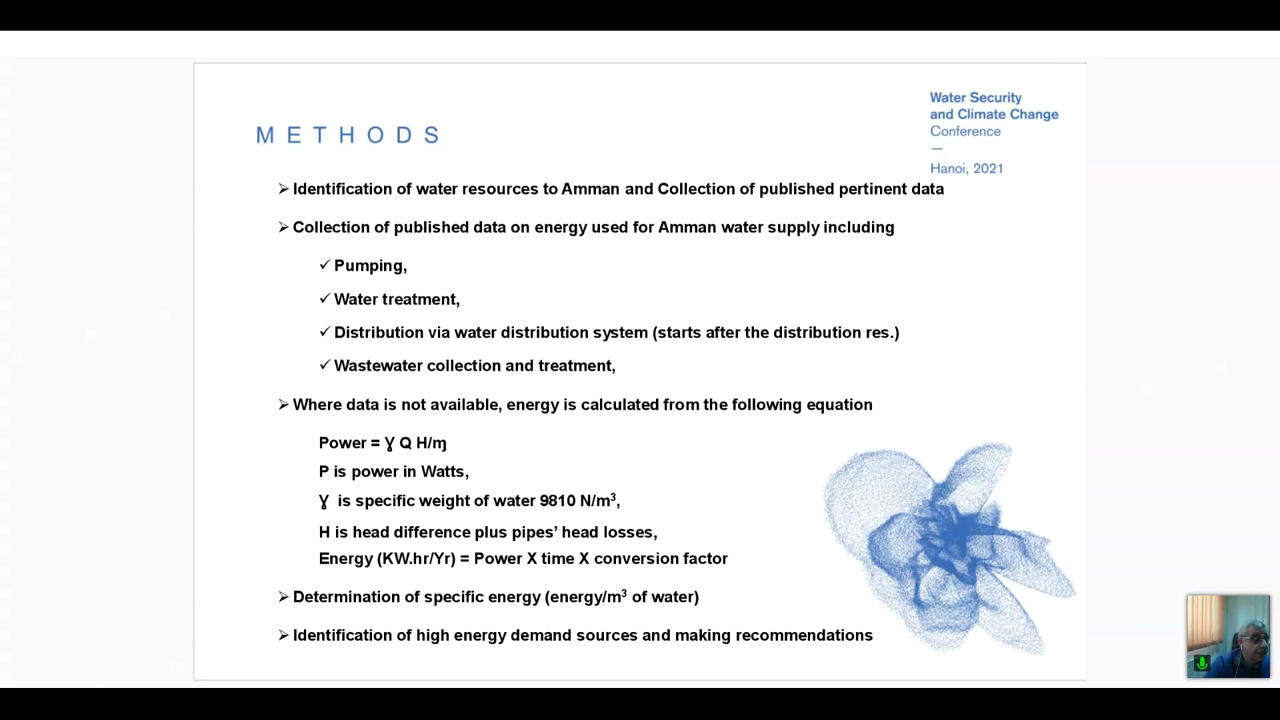 Water Security
and Climate Change
Conference
—
Hanoi, 2021
METHODS
➢ Identification of water resources to Amman and Collection of published pertinent data
➢ Collection of published data on energy used for Amman water supply including
✓ Pumping,
✓ Water treatment,
✓ Distribution via water distribution system (starts after the distribution res.)
✓ Wastewater collection and treatment,
➢ Where data is not available, energy is calculated from the following equation
Power = Ɣ Q H/ɱ
P is power in Watts,
Ɣ is specific weight of water 9810 N/m³,
H is head difference plus pipes’ head losses,
Energy (KW.hr/Yr) = Power X time X conversion factor
➢ Determination of specific energy (energy/m³ of water)
➢ Identification of high energy demand sources and making recommendations